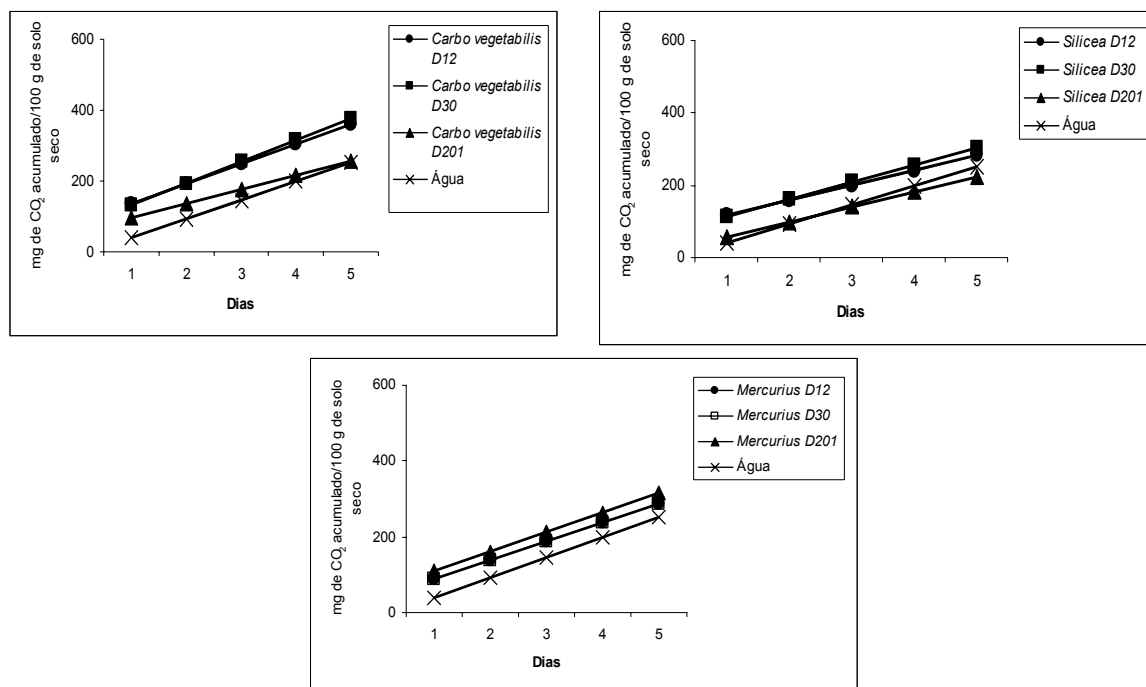 mg de CO2 acumulado/100 g de solo
seco
600
400
200
0
1 2 3 4 5
Dias
Carbo vegetabilis
D12
Carbo vegetabilis
D30
Carbo vegetabilis
D201
Água
mg de CO2 acumulado/100 g de solo
seco
600
400
200
0
1 2 3 4 5
Dias
Silicea D12
Silicea D30
Silicea D201
Água
mg de CO2 acumulado/100 g de solo
seco
600
400
200
0
1 2 3 4 5
Dias
Mercurius D12
Mercurius D30
Mercurius D201
Água